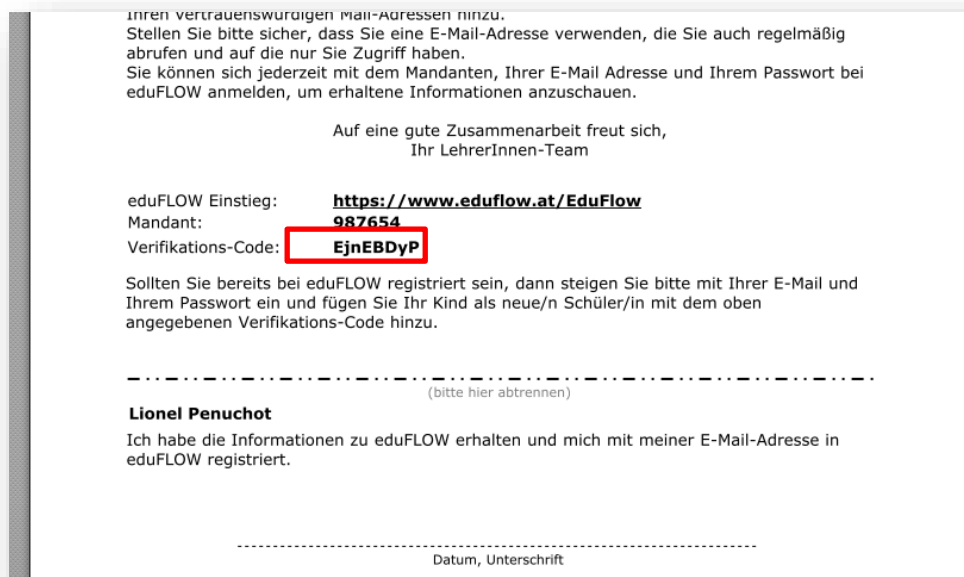 Ihren vertrauenswürdigen Mail-Adressen hinzu.
Stellen Sie bitte sicher, dass Sie eine E-Mail-Adresse verwenden, die Sie auch regelmäßig
abrufen und auf die nur Sie Zugriff haben.
Sie können sich jederzeit mit dem Mandanten, Ihrer E-Mail Adresse und Ihrem Passwort bei
eduFLOW anmelden, um erhaltene Informationen anzuschauen.
Auf eine gute Zusammenarbeit freut sich,
Ihr LehrerInnen-Team
eduFLOW Einstieg: https://www.eduflow.at/EduFlow
Mandant: 987654
Verifikations-Code: EjnEBDyP
Sollten Sie bereits bei eduFLOW registriert sein, dann steigen Sie bitte mit Ihrer E-Mail und
Ihrem Passwort ein und fügen Sie Ihr Kind als neue/n Schüler/in mit dem oben
angegebenen Verifikations-Code hinzu.
(bitte hier abtrennen)
Lionel Penuchot
Ich habe die Informationen zu eduFLOW erhalten und mich mit meiner E-Mail-Adresse in
eduFLOW registriert.
Datum, Unterschrift